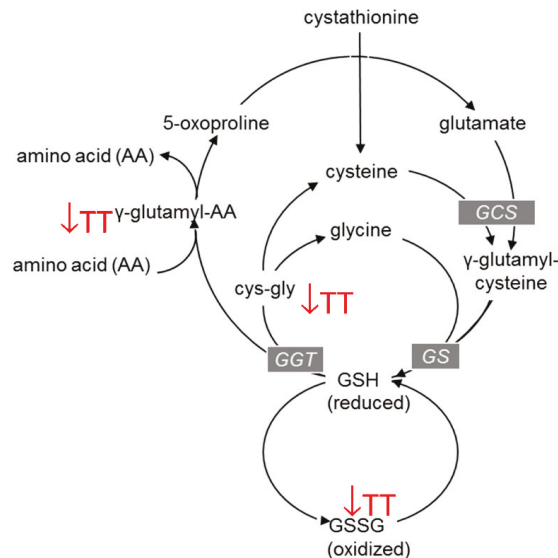 cystathionine
5-oxoproline
glutamate
amino acid (AA)
cysteine
GCS
↓TT
γ-glutamyl-AA
glycine
amino acid (AA)
γ-glutamyl-
cysteine
cys-gly
↓TT
GGT
GS
GSH
(reduced)
↓TT
GSSG
(oxidized)